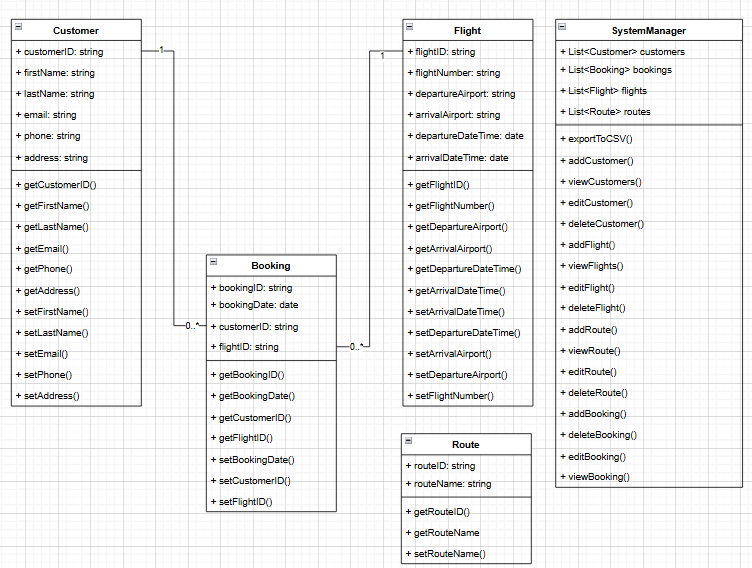 Customer
+ customerID: string
+ firstName: string
+ lastName: string
+ email: string
+ phone: string
+ address: string
+ getCustomerID()
+ getFirstName()
+ getLastName()
+ getEmail()
+ getPhone()
+ getAddress()
+ setFirstName()
+ setLastName()
+ setEmail()
+ setPhone()
+ setAddress()
1
0..*
Booking
+ bookingID: string
+ bookingDate: date
+ customerID: string
+ flightID: string
+ getBookingID()
+ getBookingDate()
+ getCustomerID()
+ getFlightID()
+ setBookingDate()
+ setCustomerID()
+ setFlightID()
0..*
1
Flight
+ flightID: string
+ flightNumber: string
+ departureAirport: string
+ arrivalAirport: string
+ departureDateTime: date
+ arrivalDateTime: date
+ getFlightID()
+ getFlightNumber()
+ getDepartureAirport()
+ getArrivalAirport()
+ getDepartureDateTime()
+ getArrivalDateTime()
+ setArrivalDateTime()
+ setDepartureDateTime()
+ setArrivalAirport()
+ setDepartureAirport()
+ setFlightNumber()
Route
+ routeID: string
+ routeName: string
+ getRouteID()
+ getRouteName
+ setRouteName()
SystemManager
+ List<Customer> customers
+ List<Booking> bookings
+ List<Flight> flights
+ List<Route> routes
+ exportToCSV()
+ addCustomer()
+ viewCustomers()
+ editCustomer()
+ deleteCustomer()
+ addFlight()
+ viewFlights()
+ editFlight()
+ deleteFlight()
+ addRoute()
+ viewRoute()
+ editRoute()
+ deleteRoute()
+ addBooking()
+ deleteBooking()
+ editBooking()
+ viewBooking()